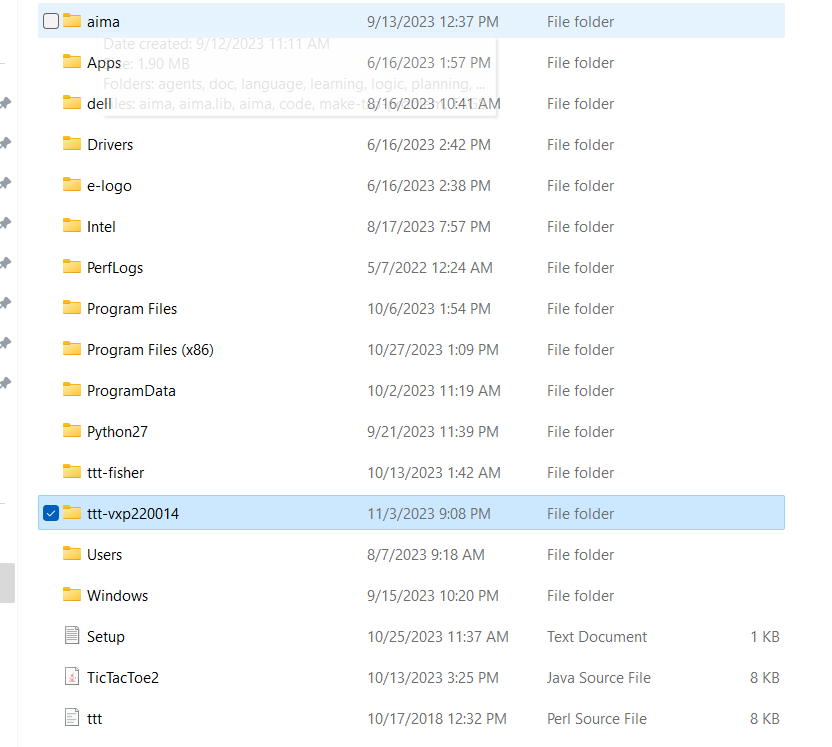 aima 9/13/2023 12:37 PM File folder
Date created: 9/12/2023 11:11 AM
Apps 6/16/2023 1:57 PM File folder
1.90 MB
Folders: agents, doc, language, learning, logic, planning, ...
dell 8/16/2023 10:41 AM File folder
aima, aima.lib, aima, code,
Drivers 6/16/2023 2:42 PM File folder
e-logo 6/16/2023 2:38 PM File folder
Intel 8/17/2023 7:57 PM File folder
PerfLogs 5/7/2022 12:24 AM File folder
Program Files 10/6/2023 1:54 PM File folder
Program Files (x86) 10/27/2023 1:09 PM File folder
ProgramData 10/2/2023 11:19 AM File folder
Python27 9/21/2023 11:39 PM File folder
ttt-fisher 10/13/2023 1:42 AM File folder
ttt-vxp220014 11/3/2023 9:08 PM File folder
Users 8/7/2023 9:18 AM File folder
Windows 9/15/2023 10:20 PM File folder
Setup 10/25/2023 11:37 AM Text Document 1 KB
TicTacToe2 10/13/2023 3:25 PM Java Source File 8 KB
ttt 10/17/2018 12:32 PM Perl Source File 8 KB